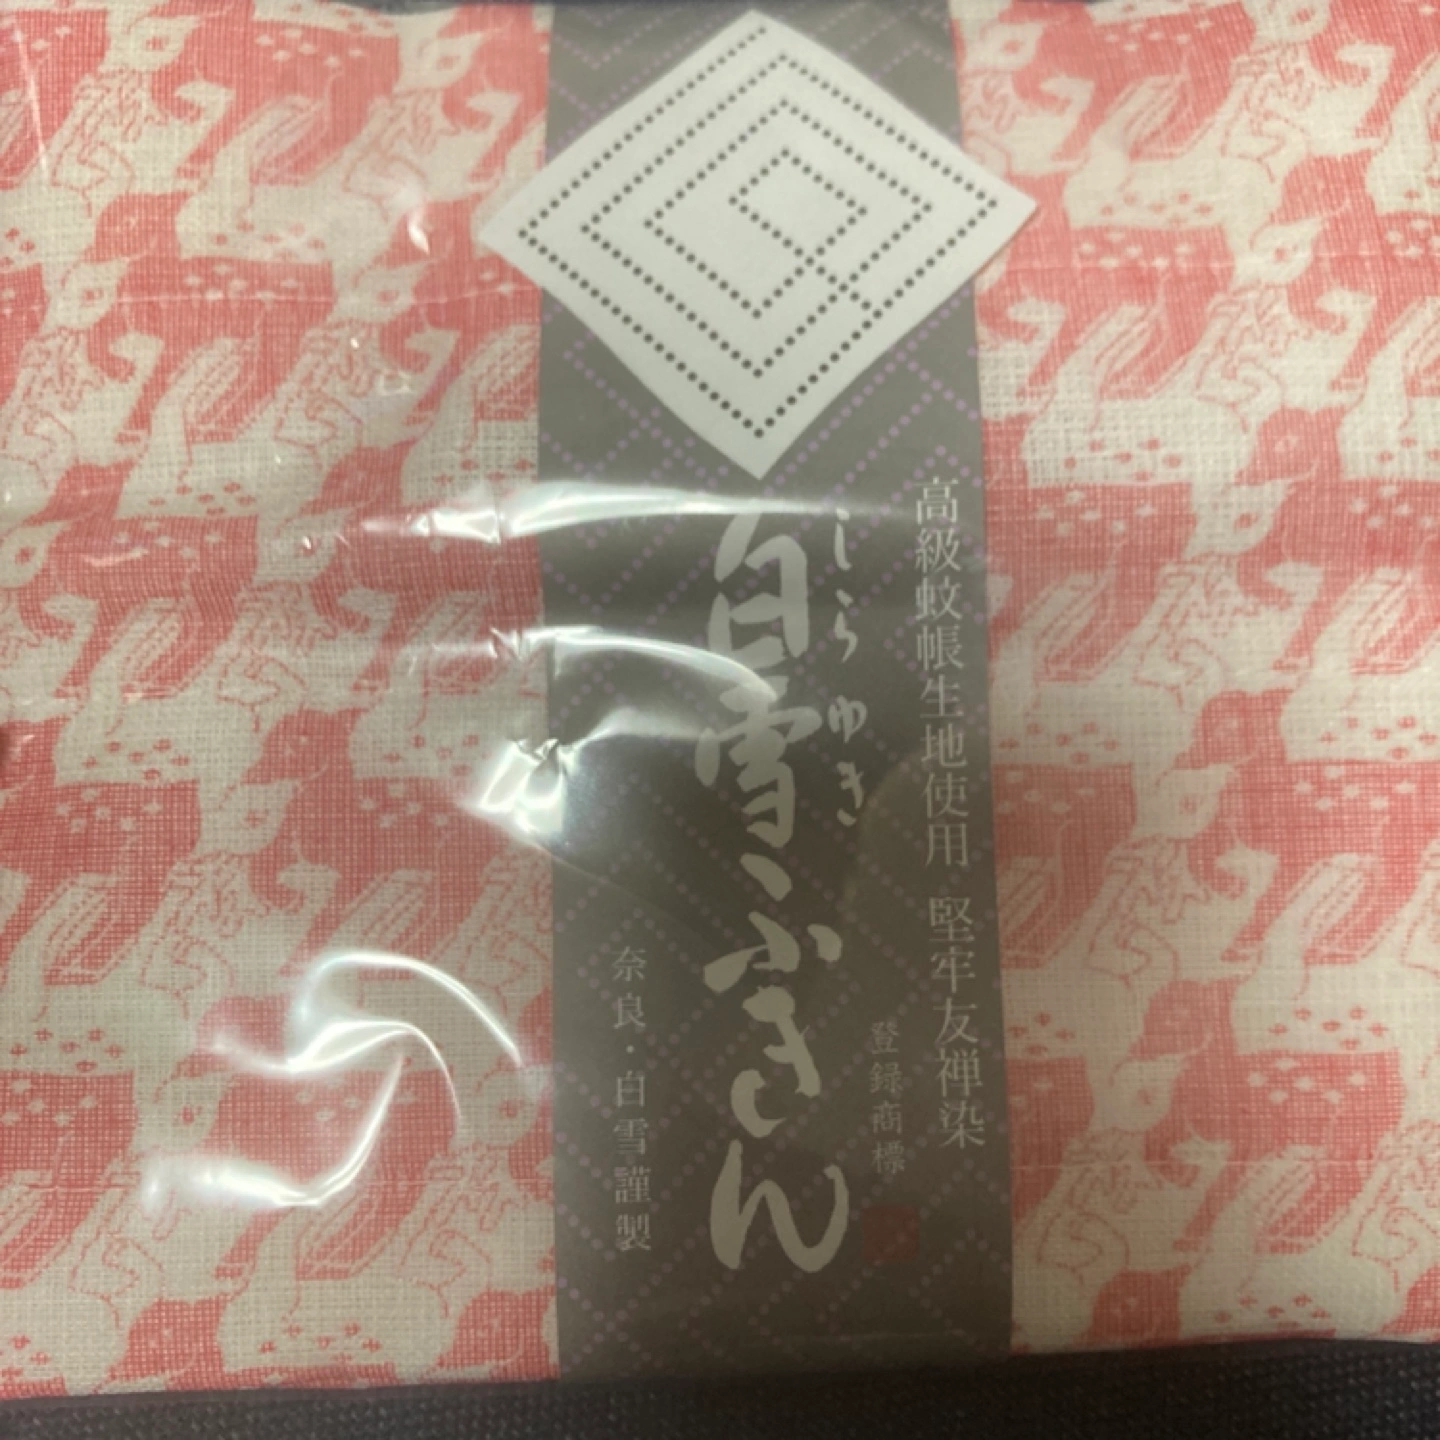 高級蚊帳生地使用 堅牢友禅染
しらゆき
白雪ふきん
登録商標
奈良・白雪謹製